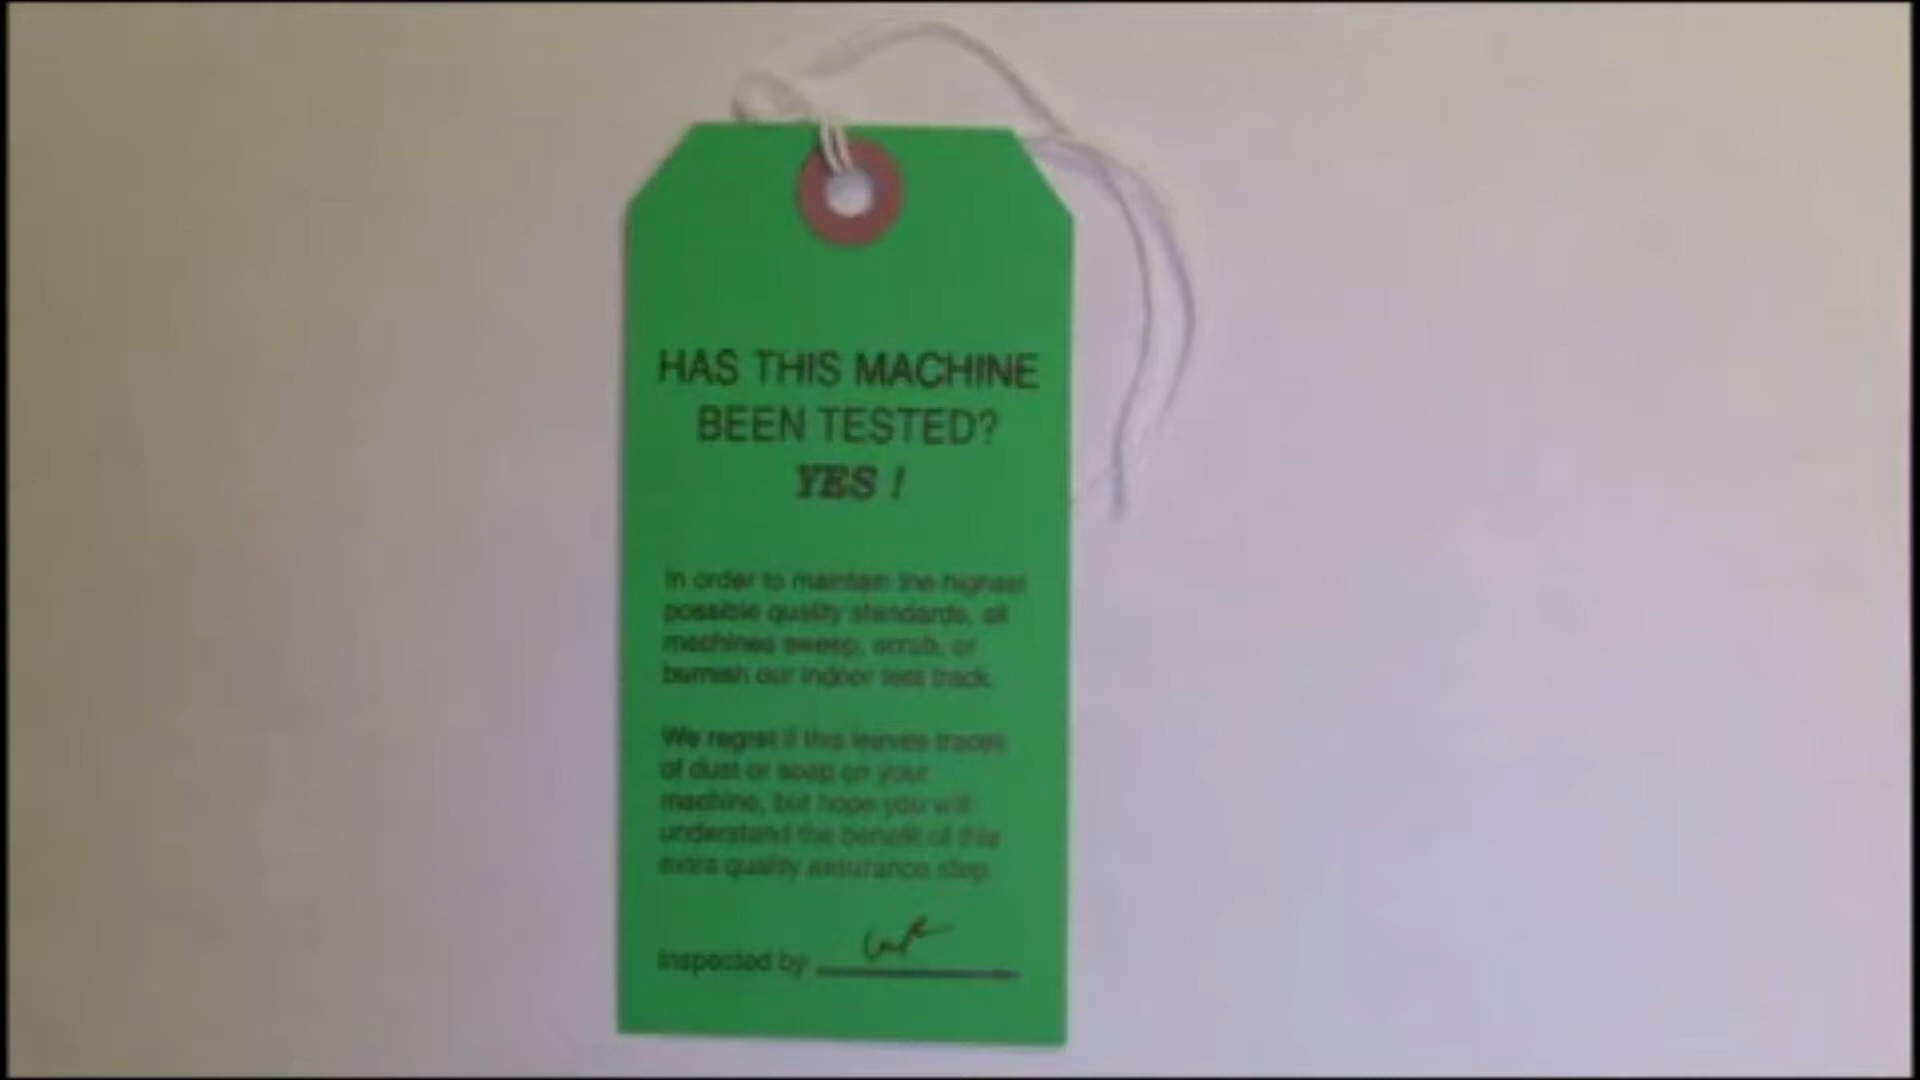 HAS THIS MACHINE
BEEN TESTED?
YES !
In order to maintain the highest
possible quality standards, all
machines sweep, scrub, or
burnish our indoor test track.
We regret if this leaves traces
of dust or soap on your
machine, but hope you will
understand the benefit of this
extra quality assurance step.
Inspected by